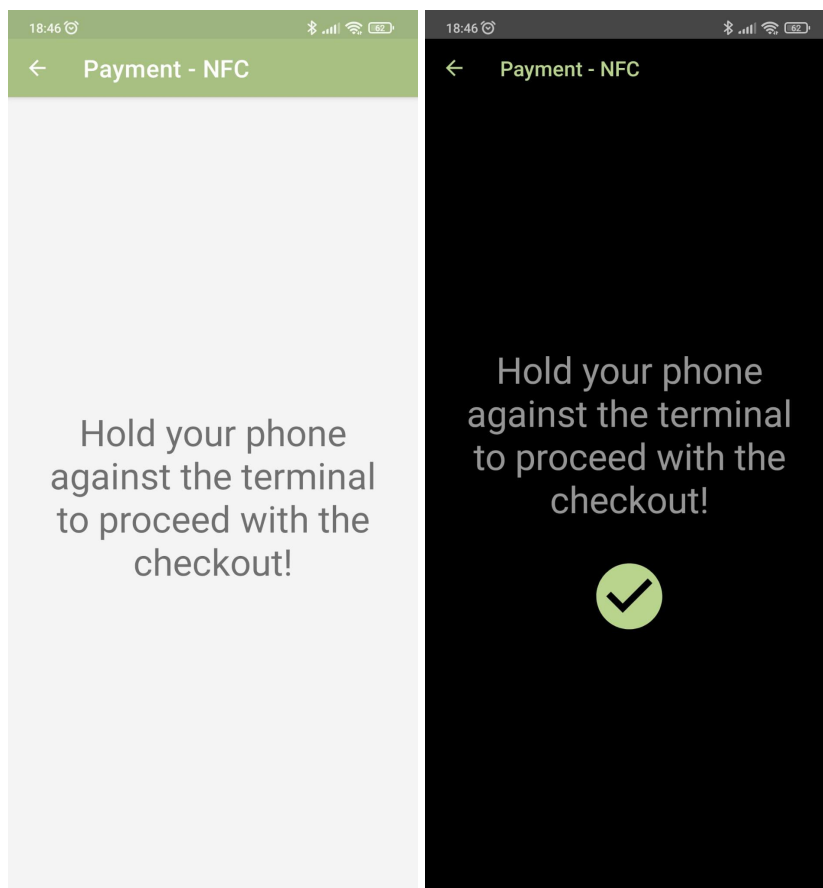 18:46
62
Payment - NFC
Hold your phone
against the terminal
to proceed with the
checkout!
18:46
62
Payment - NFC
Hold your phone
against the terminal
to proceed with the
checkout!